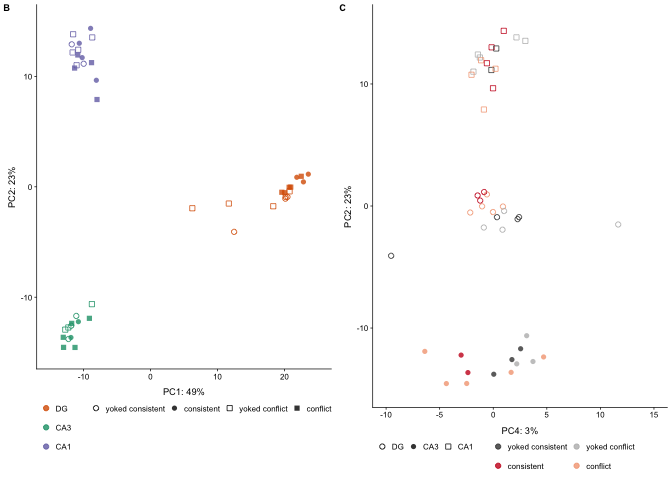 B
PC2: 23%
10
0
-10
-10
0
10
20
PC1: 49%
DG
CA3
CA1
yoked consistent
consistent
yoked conflict
conflict
C
PC2: 23%
10
0
-10
-10
-5
0
5
10
15
PC4: 3%
DG
CA3
CA1
yoked consistent
yoked conflict
consistent
conflict